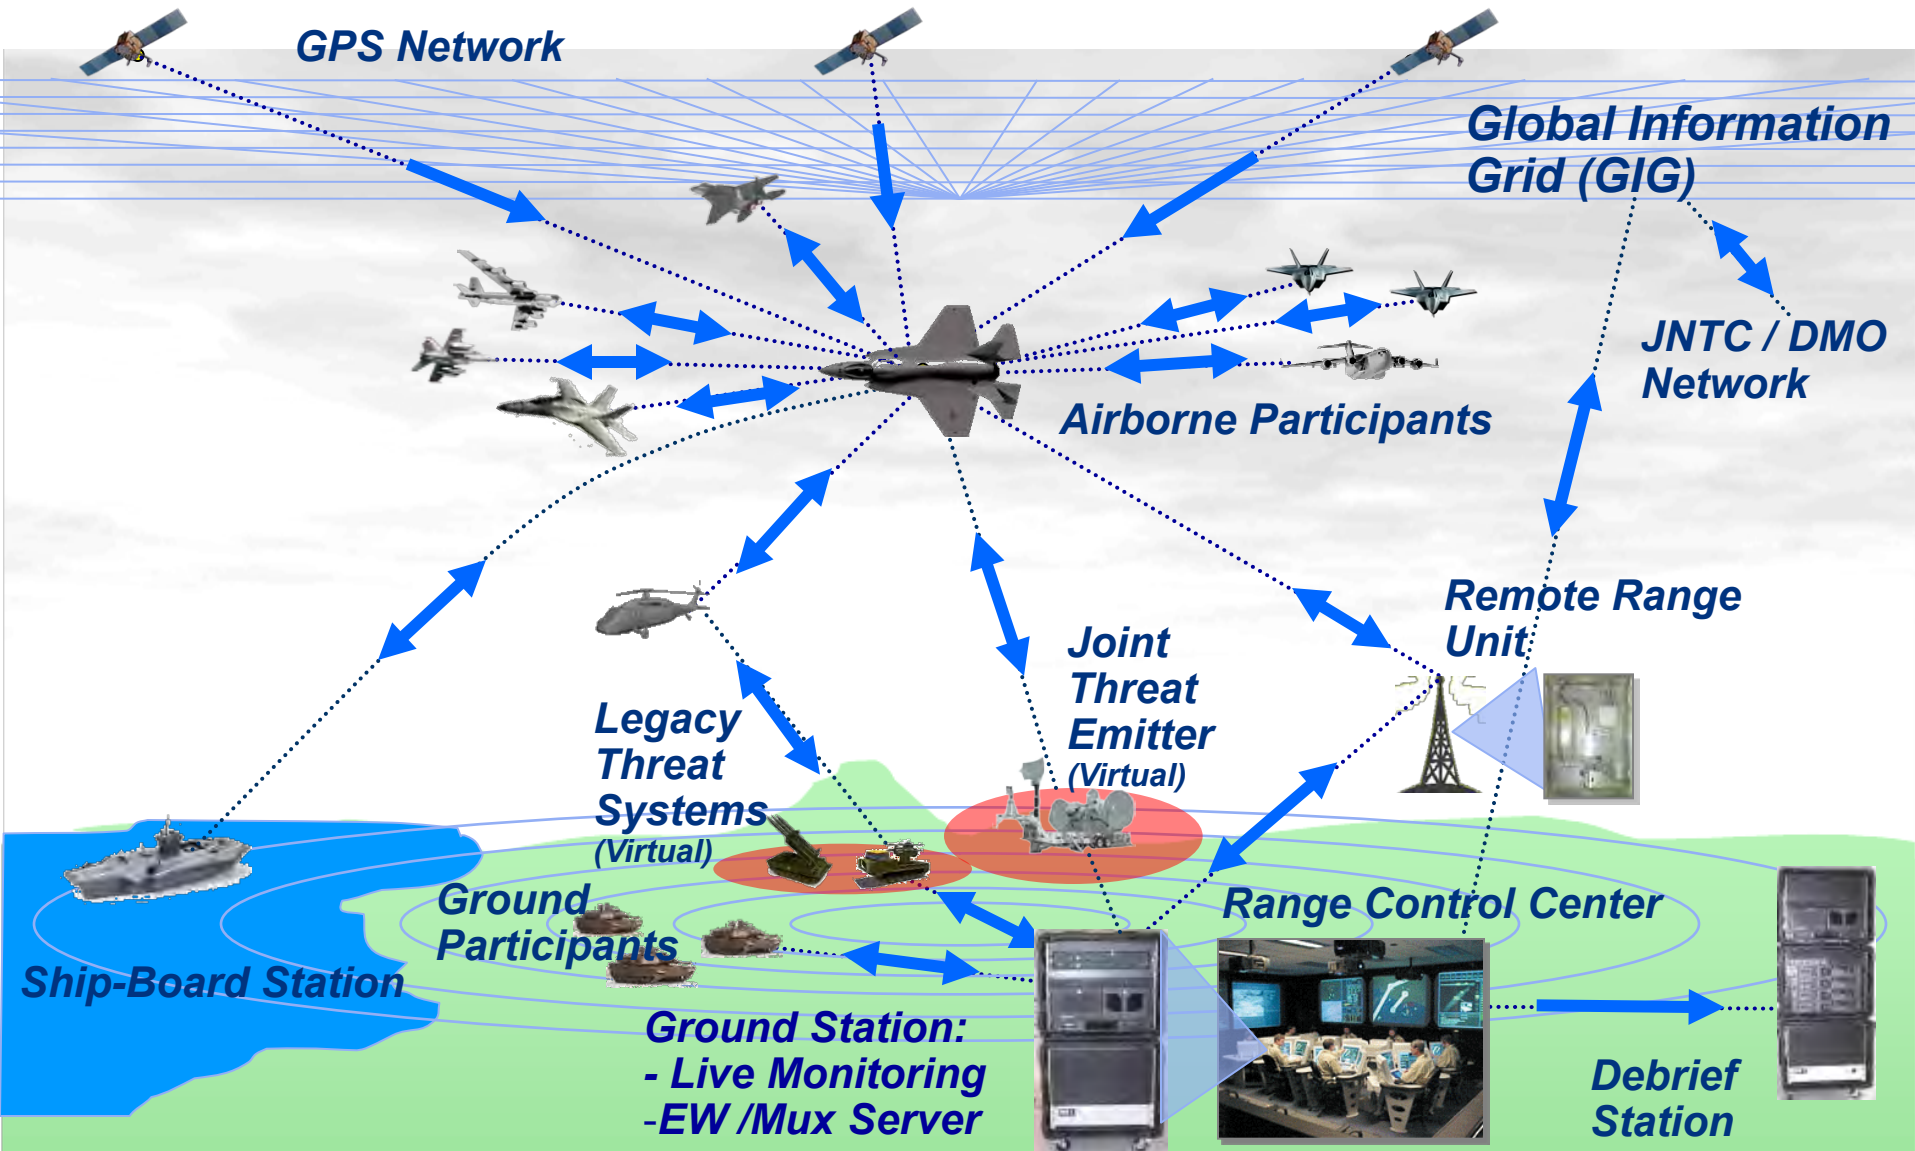 GPS Network
Global Information
Grid (GIG)
JNTC / DMO
Network
Airborne Participants
Remote Range
Unit
Joint
Threat
Emitter
(Virtual)
Legacy
Threat
Systems
(Virtual)
Ground
Participants
Range Control Center
Ship-Board Station
Ground Station:
- Live Monitoring
-EW /Mux Server
Debrief
Station